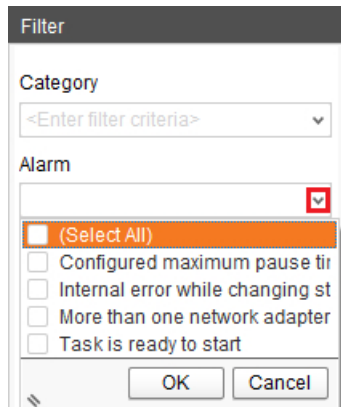 Filter
Category
<Enter filter criteria>
Alarm
(Select All)
Configured maximum pause
Internal error while changing st
More than one network adapter
Task is ready to start
OK Cancel